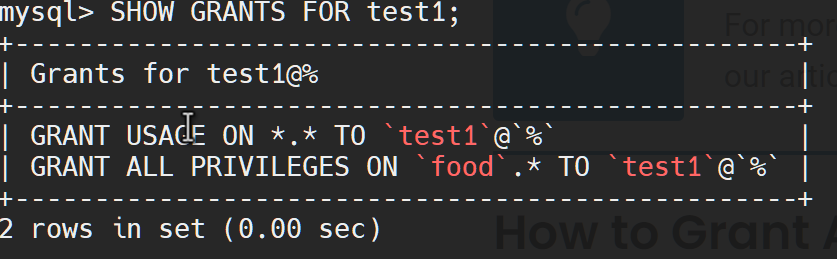 mysql> SHOW GRANTS FOR test1;
+-------------------------------------------------+
| Grants for test1@%                              |
+-------------------------------------------------+
| GRANT USAGE ON *.* TO `test1`@`%`               |
| GRANT ALL PRIVILEGES ON `food`.* TO `test1`@`%` |
+-------------------------------------------------+
2 rows in set (0.00 sec)
For mor
our artic
How to Grant A